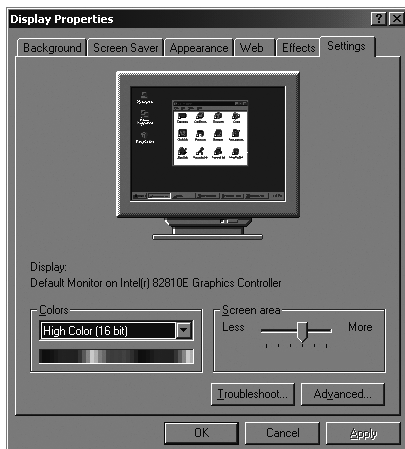 Display Properties
Background Screen Saver Appearance Web Effects Settings
Display:
Default Monitor on Intel(r) 82810E Graphics Controller
Colors
High Color (16 bit)
Screen area
Less More
Troubleshoot... Advanced...
OK Cancel Apply